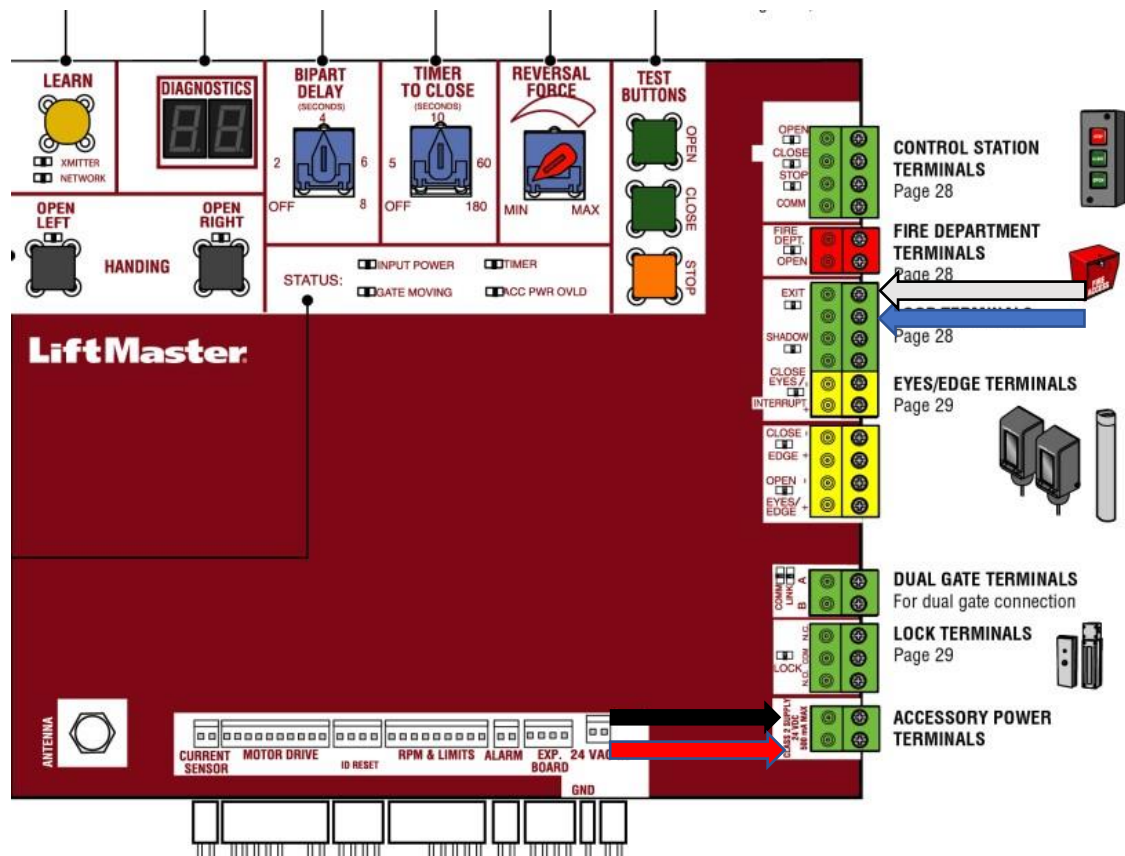 LEARN
XMITTER
NETWORK
DIAGNOSTICS
88
BIPART
DELAY
(SECONDS)
4
2
6
OFF
8
TIMER
TO CLOSE
(SECONDS)
10
5
60
OFF
180
REVERSAL
FORCE
MIN
MAX
TEST
BUTTONS
OPEN
CLOSE
STOP
OPEN
LEFT
HANDING
OPEN
RIGHT
STATUS:
INPUT POWER
TIMER
GATE MOVING
ACC PWR OVLD
LiftMaster
OPEN
CLOSE
STOP
COMM
CONTROL STATION
TERMINALS
Page 28
FIRE
DEPT.
OPEN
FIRE DEPARTMENT
TERMINALS
Page 28
FIRE
ACCESS
EXIT
SHADOW
Page 28
CLOSE
EYES/ -
INTERRUPT +
EYES/EDGE TERMINALS
Page 29
CLOSE -
EDGE +
OPEN -
EYES/
EDGE +
COMM
LINK
A
B
DUAL GATE TERMINALS
For dual gate connection
LOCK
N.C.
COM
N.O.
LOCK TERMINALS
Page 29
CLASS 2 SUPPLY
24 VDC
500 mA MAX
ACCESSORY POWER
TERMINALS
ANTENNA
CURRENT
SENSOR
MOTOR DRIVE
ID RESET
RPM & LIMITS
ALARM
EXP.
BOARD
24 VAC
GND